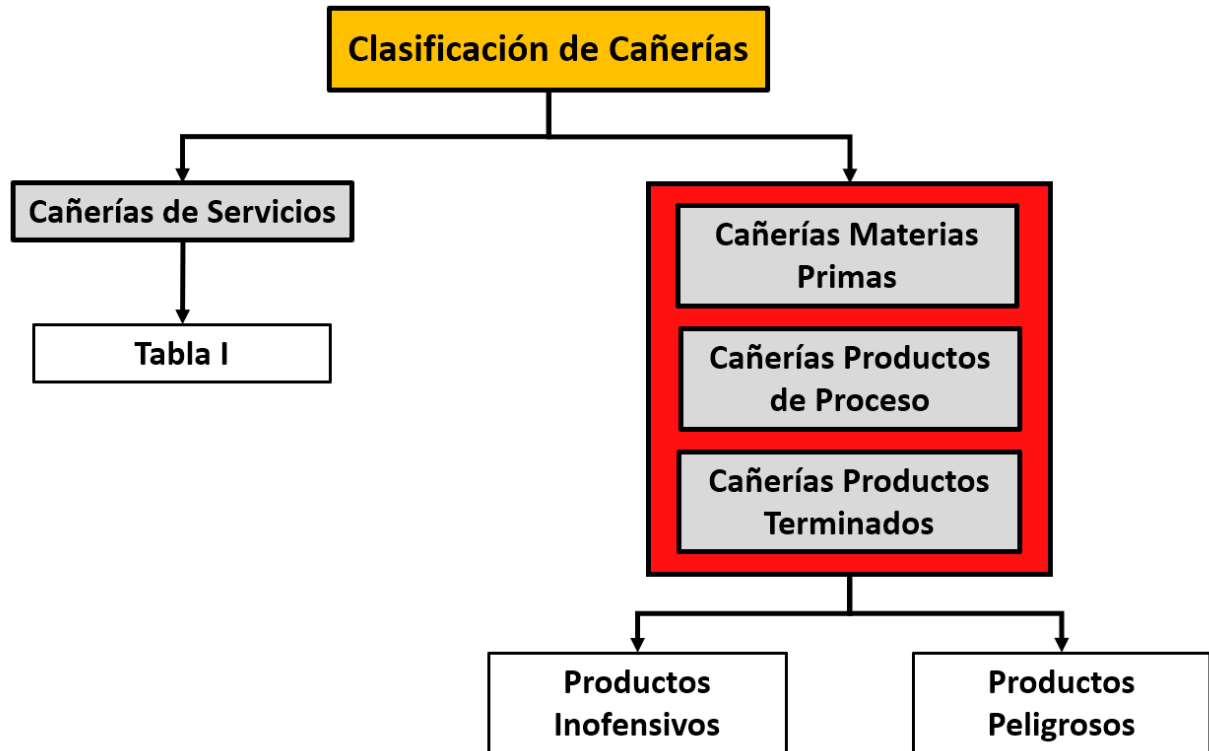 Clasificación de Cañerías
Cañerías de Servicios
Tabla I
Cañerías Materias
Primas
Cañerías Productos
de Proceso
Cañerías Productos
Terminados
Productos
Inofensivos
Productos
Peligrosos